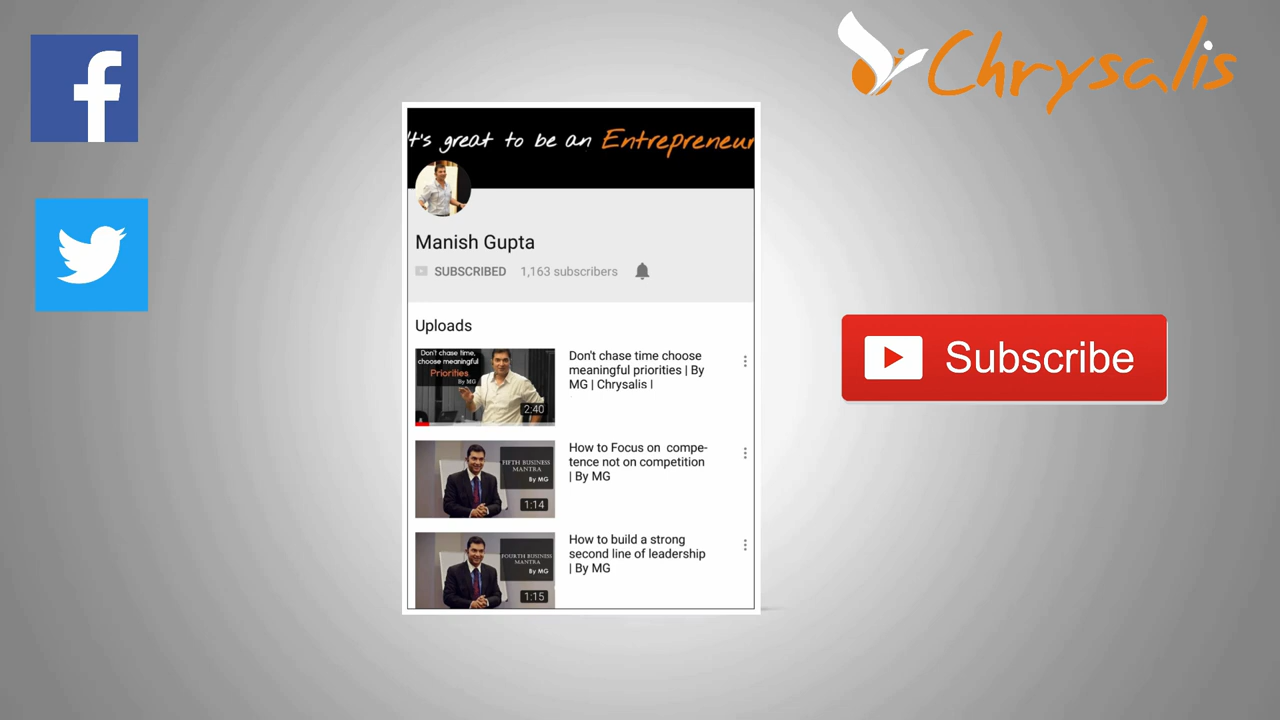 Chrysalis
It's great to be an Entrepreneur
Manish Gupta
SUBSCRIBED 1,163 subscribers
Uploads
Don't chase time,
choose meaningful
Priorities
By MG
2:40
Don't chase time choose
meaningful priorities | By
MG | Chrysalis |
FIFTH BUSINESS
MANTRA
By MG
1:14
How to Focus on compe-
tence not on competition
| By MG
FOURTH BUSINESS
MANTRA
By MG
1:15
How to build a strong
second line of leadership
| By MG
Subscribe